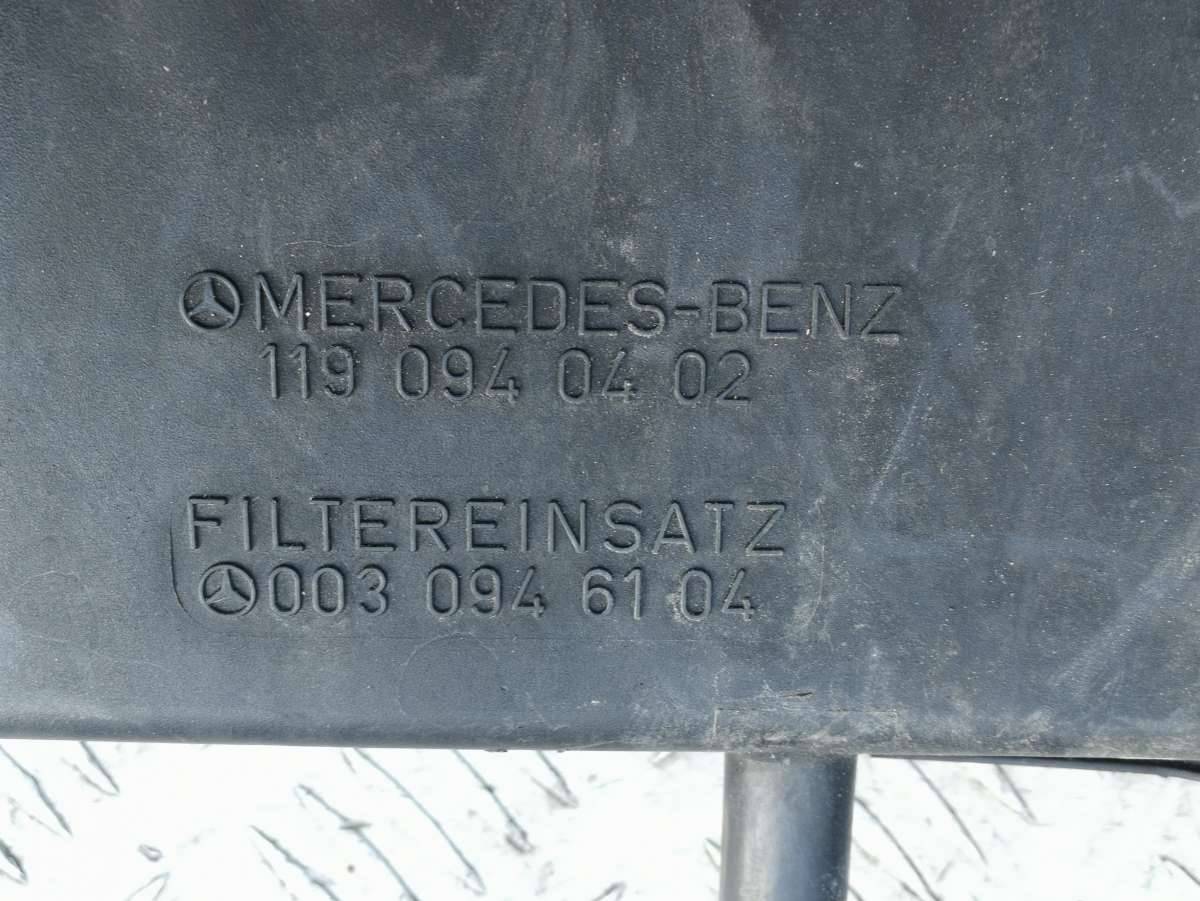 MERCEDES-BENZ
119 094 04 02
FILTEREINSATZ
003 094 61 04